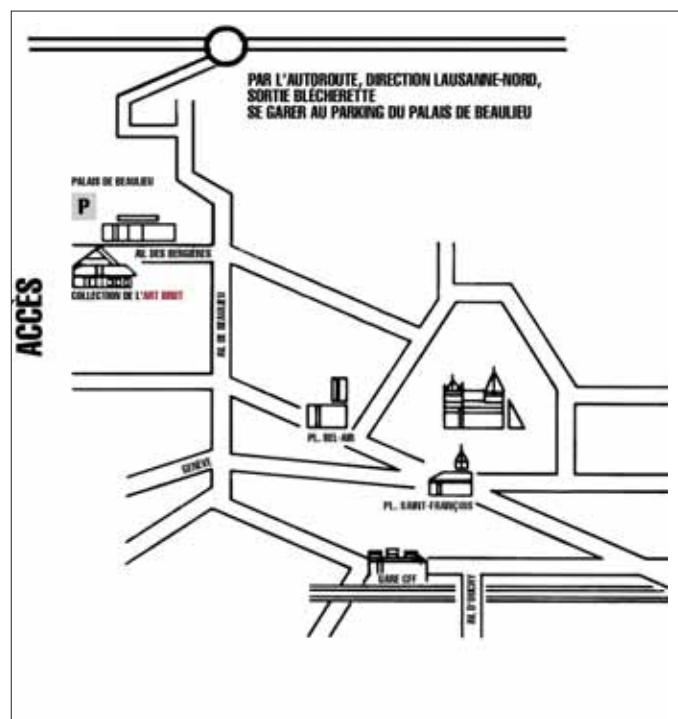 PAR L'AUTOROUTE, DIRECTION LAUSANNE-NORD,
SORTIE BLÉCHERETTE
SE GARER AU PARKING DU PALAIS DE BEAULIEU
PALAIS DE BEAULIEU
P
AV. DES BERGIÈRES
COLLECTION DE L'ART BRUT
ACCÈS
AV. DE BEAULIEU
PL. BEL-AIR
GENÈVE
PL. SAINT-FRANÇOIS
GARE CFF
AV. D'OUCHY